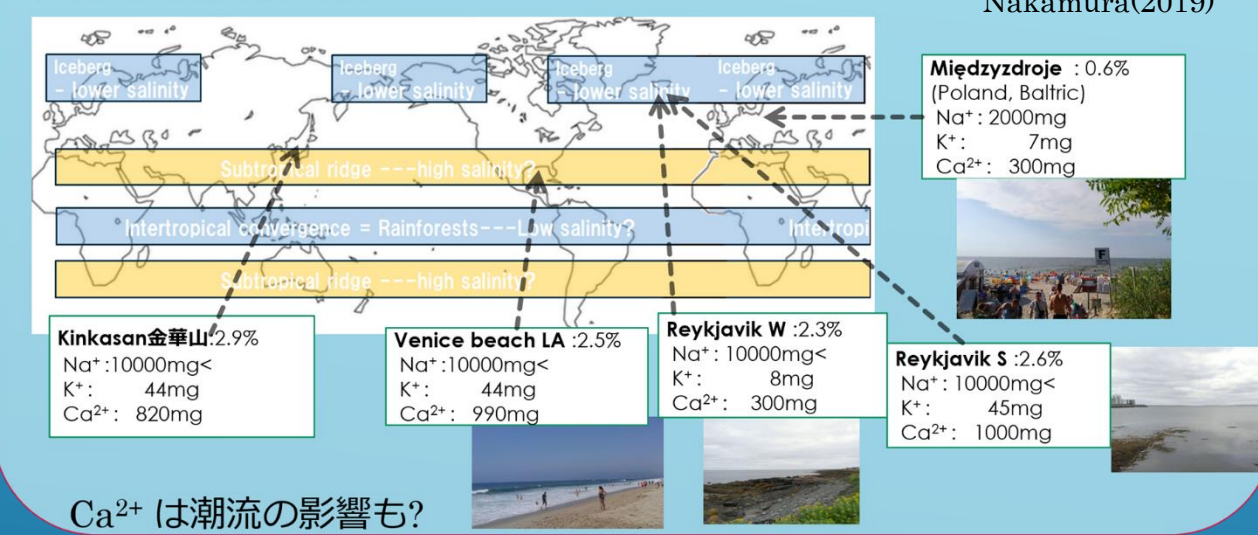 Nakamura(2019)
Iceberg
- lower salinity
Iceberg
- lower salinity
Iceberg
- lower salinity
Iceberg
- lower salinity
Subtropical ridge ---high salinity?
Intertropical convergence = Rainforests---Low salinity?
Intertropi
Subtropical ridge ---high salinity?
Międzyzdroje : 0.6%
(Poland, Baltric)
Na⁺: 2000mg
K⁺: 7mg
Ca²⁺: 300mg
F
Kinkasan金華山:2.9%
Na⁺:10000mg<
K⁺: 44mg
Ca²⁺: 820mg
Venice beach LA :2.5%
Na⁺:10000mg<
K⁺: 44mg
Ca²⁺: 990mg
Reykjavik W :2.3%
Na⁺: 10000mg<
K⁺: 8mg
Ca²⁺: 300mg
Reykjavik S :2.6%
Na⁺: 10000mg<
K⁺: 45mg
Ca²⁺: 1000mg
Ca²⁺ は潮流の影響も?